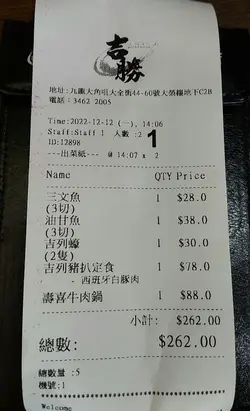 吉勝
地址: 九龍大角咀大全街44-60號大榮樓地下C2B
電話: 3462 2005
Time:2022-12-12 (一), 14:06
Staff:Staff 1 人數 :2 1
ID:12898
---出菜紙--- @ 14:07 x 2
Name QTY Price
三文魚 1 $28.0
(3切)
油甘魚 1 $38.0
(3切)
吉列蠔 1 $30.0
(2隻)
吉列豬扒定食 1 $78.0
- 西班牙白豚肉
壽喜牛肉鍋 1 $88.0
小計: $262.00
總數: $262.00
總數量 :5
機號:1
Welcome